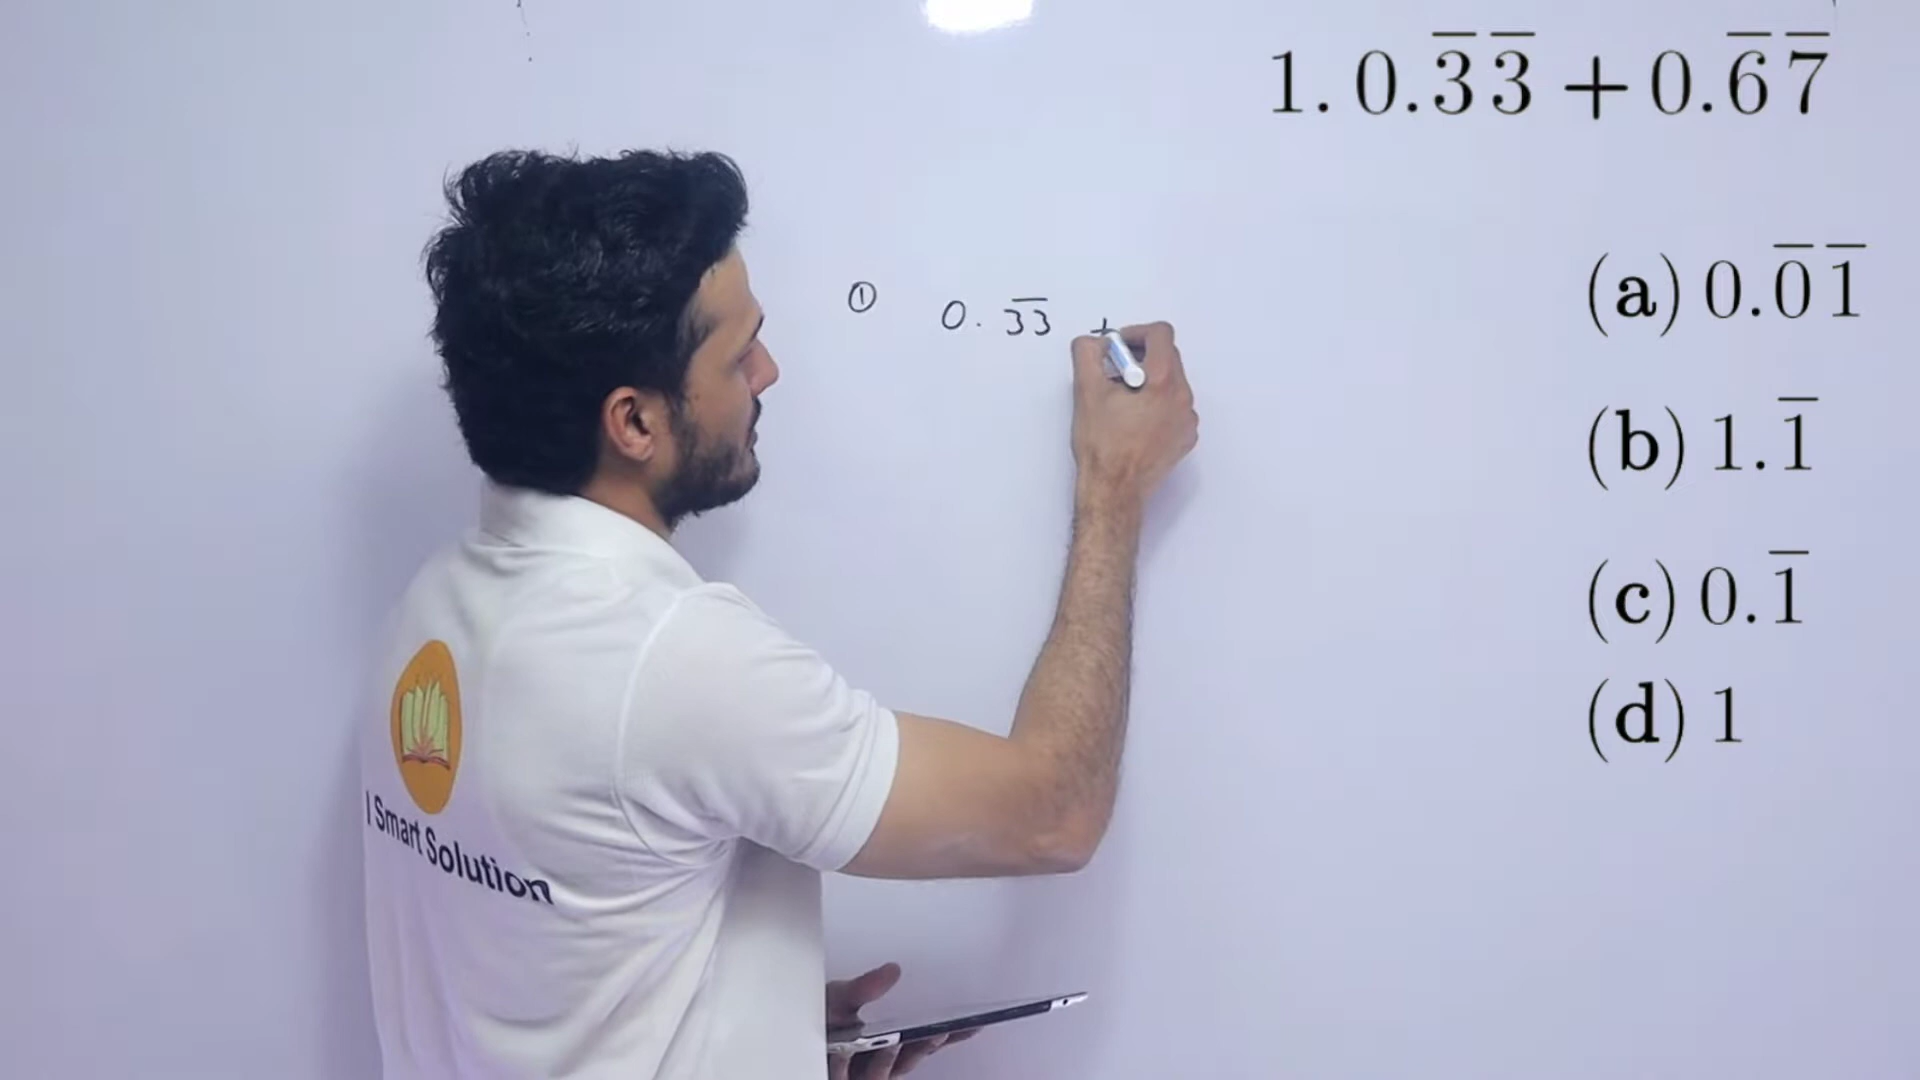 1. 0.3̅ 3̅ + 0.6̅ 7̅
① 0. 3̅3̅ +
(a) 0.0̅ 1̅
(b) 1.1̅
(c) 0.1̅
(d) 1
I Smart Solution